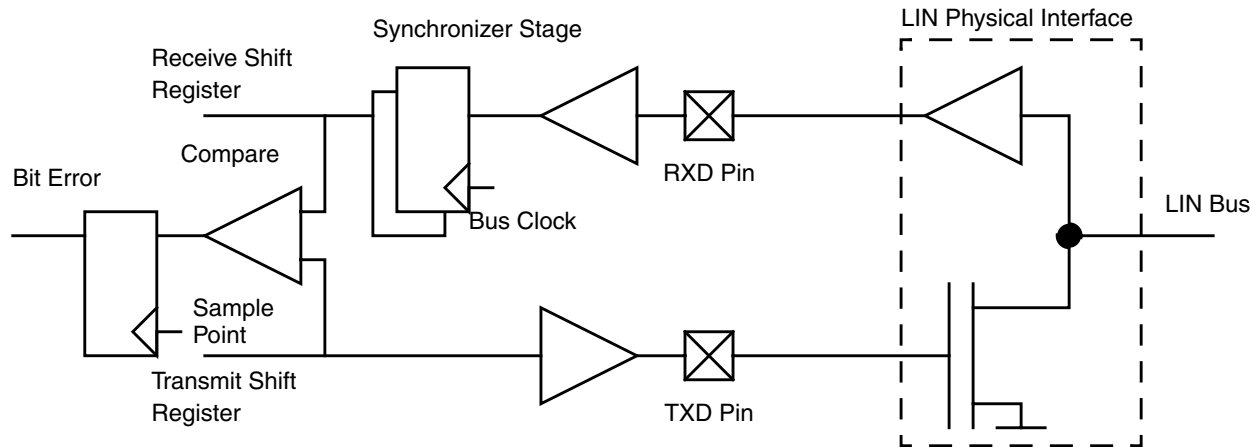 LIN Physical Interface
Synchronizer Stage
Receive Shift
Register
Compare
RXD Pin
Bit Error
LIN Bus
Bus Clock
Sample
Point
Transmit Shift
Register
TXD Pin